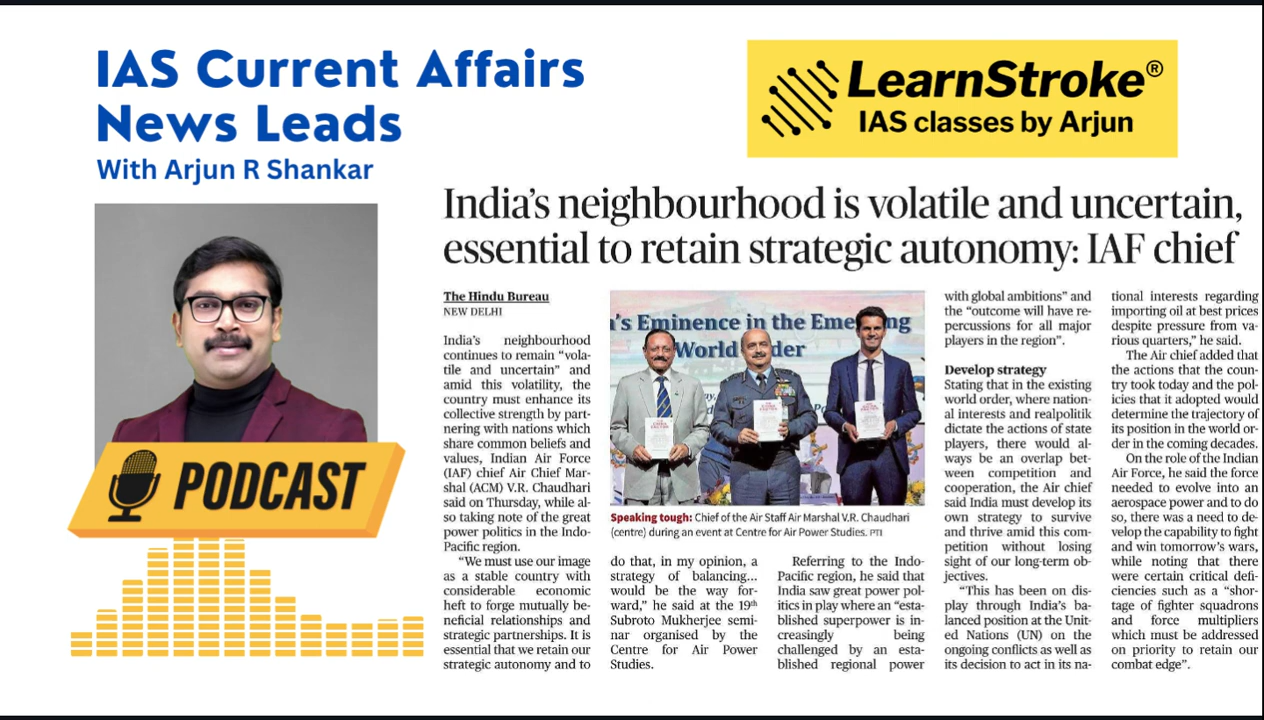 IAS Current Affairs
News Leads
With Arjun R Shankar
LearnStroke®
IAS classes by Arjun
PODCAST
India's neighbourhood is volatile and uncertain,
essential to retain strategic autonomy: IAF chief
The Hindu Bureau
NEW DELHI
India's neighbourhood
continues to remain “vola-
tile and uncertain” and
amid this volatility, the
country must enhance its
collective strength by part-
nering with nations which
share common beliefs and
values, Indian Air Force
(IAF) chief Air Chief Mar-
shal (ACM) V.R. Chaudhari
said on Thursday, while al-
so taking note of the great
power politics in the Indo-
Pacific region.
“We must use our image
as a stable country with
considerable economic
heft to forge mutually be-
neficial relationships and
strategic partnerships. It is
essential that we retain our
strategic autonomy and to
's Eminence in the Emerging
World Order
Speaking tough: Chief of the Air Staff Air Marshal V.R. Chaudhari
(centre) during an event at Centre for Air Power Studies. PTI
do that, in my opinion, a
strategy of balancing...
would be the way for-
ward,” he said at the 19th
Subroto Mukherjee semi-
nar organised by the
Centre for Air Power
Studies.
Referring to the Indo-
Pacific region, he said that
India saw great power pol-
itics in play where an “esta-
blished superpower is in-
creasingly being
challenged by an esta-
blished regional power
with global ambitions” and
the “outcome will have re-
percussions for all major
players in the region”.
Develop strategy
Stating that in the existing
world order, where nation-
al interests and realpolitik
dictate the actions of state
players, there would al-
ways be an overlap bet-
ween competition and
cooperation, the Air chief
said India must develop its
own strategy to survive
and thrive amid this com-
petition without losing
sight of our long-term ob-
jectives.
“This has been on dis-
play through India's ba-
lanced position at the Unit-
ed Nations (UN) on the
ongoing conflicts as well as
its decision to act in its na-
tional interests regarding
importing oil at best prices
despite pressure from va-
rious quarters,” he said.
The Air chief added that
the actions that the coun-
try took today and the pol-
icies that it adopted would
determine the trajectory of
its position in the world or-
der in the coming decades.
On the role of the Indian
Air Force, he said the force
needed to evolve into an
aerospace power and to do
so, there was a need to de-
velop the capability to fight
and win tomorrow's wars,
while noting that there
were certain critical defi-
ciencies such as a “shor-
tage of fighter squadrons
and force multipliers
which must be addressed
on priority to retain our
combat edge”.